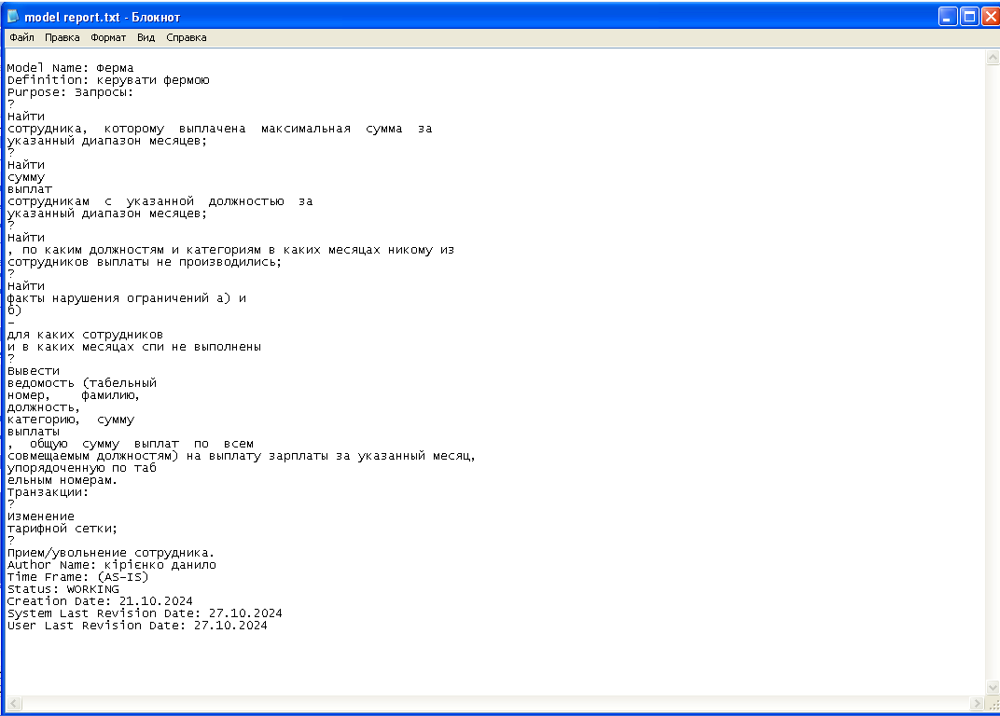 model report.txt - Блокнот
Файл Правка Формат Вид Справка
Model Name: Ферма
Definition: керувати фермою
Purpose: Запросы:
?
Найти
сотрудника, которому выплачена максимальная сумма за
указанный диапазон месяцев;
?
Найти
сумму
выплат
сотрудникам с указанной должностью за
указанный диапазон месяцев;
?
Найти
, по каким должностям и категориям в каких месяцах никому из
сотрудников выплаты не производились;
?
Найти
факты нарушения ограничений а) и
б)
-
для каких сотрудников
и в каких месяцах спи не выполнены
?
Вывести
ведомость (табельный
номер, фамилию,
должность,
категорию, сумму
выплаты
, общую сумму выплат по всем
совмещаемым должностям) на выплату зарплаты за указанный месяц,
упорядоченную по таб
ельным номерам.
Транзакции:
?
Изменение
тарифной сетки;
?
Прием/увольнение сотрудника.
Author Name: кірієнко данило
Time Frame: (AS-IS)
Status: WORKING
Creation Date: 21.10.2024
System Last Revision Date: 27.10.2024
User Last Revision Date: 27.10.2024